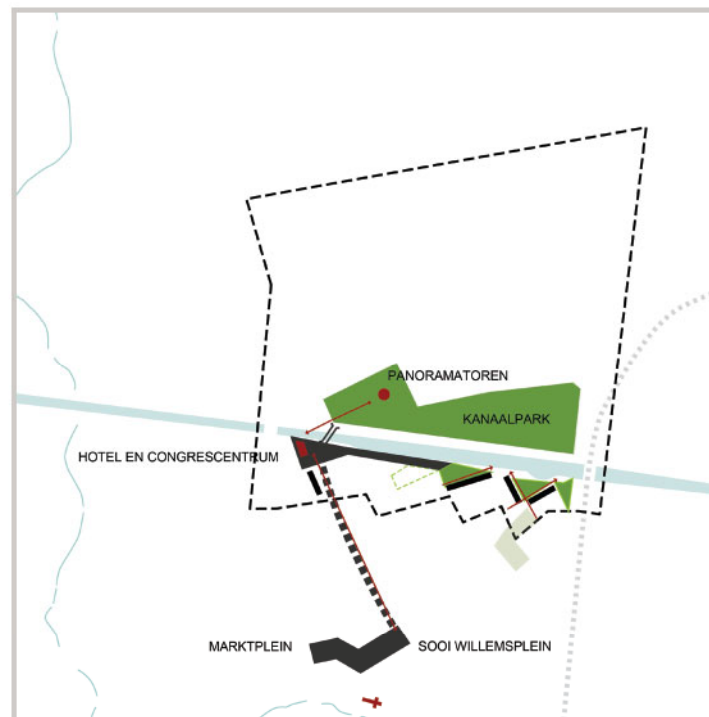 PANORAMATOREN
KANAALPARK
HOTEL EN CONGRESCENTRUM
MARKTPLEIN
SOOI WILLEMSPLEIN